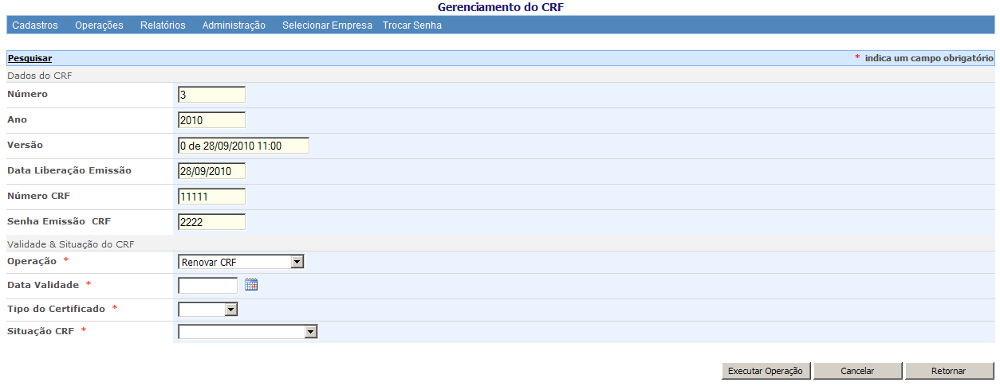 Gerenciamento do CRF
Cadastros Operações Relatórios Administração Selecionar Empresa Trocar Senha
Pesquisar * indica um campo obrigatório
Dados do CRF
Número 3
Ano 2010
Versão 0 de 28/09/2010 11:00
Data Liberação Emissão 28/09/2010
Número CRF 11111
Senha Emissão CRF 2222
Validade & Situação do CRF
Operação * Renovar CRF
Data Validade *
Tipo do Certificado *
Situação CRF *
Executar Operação Cancelar Retornar